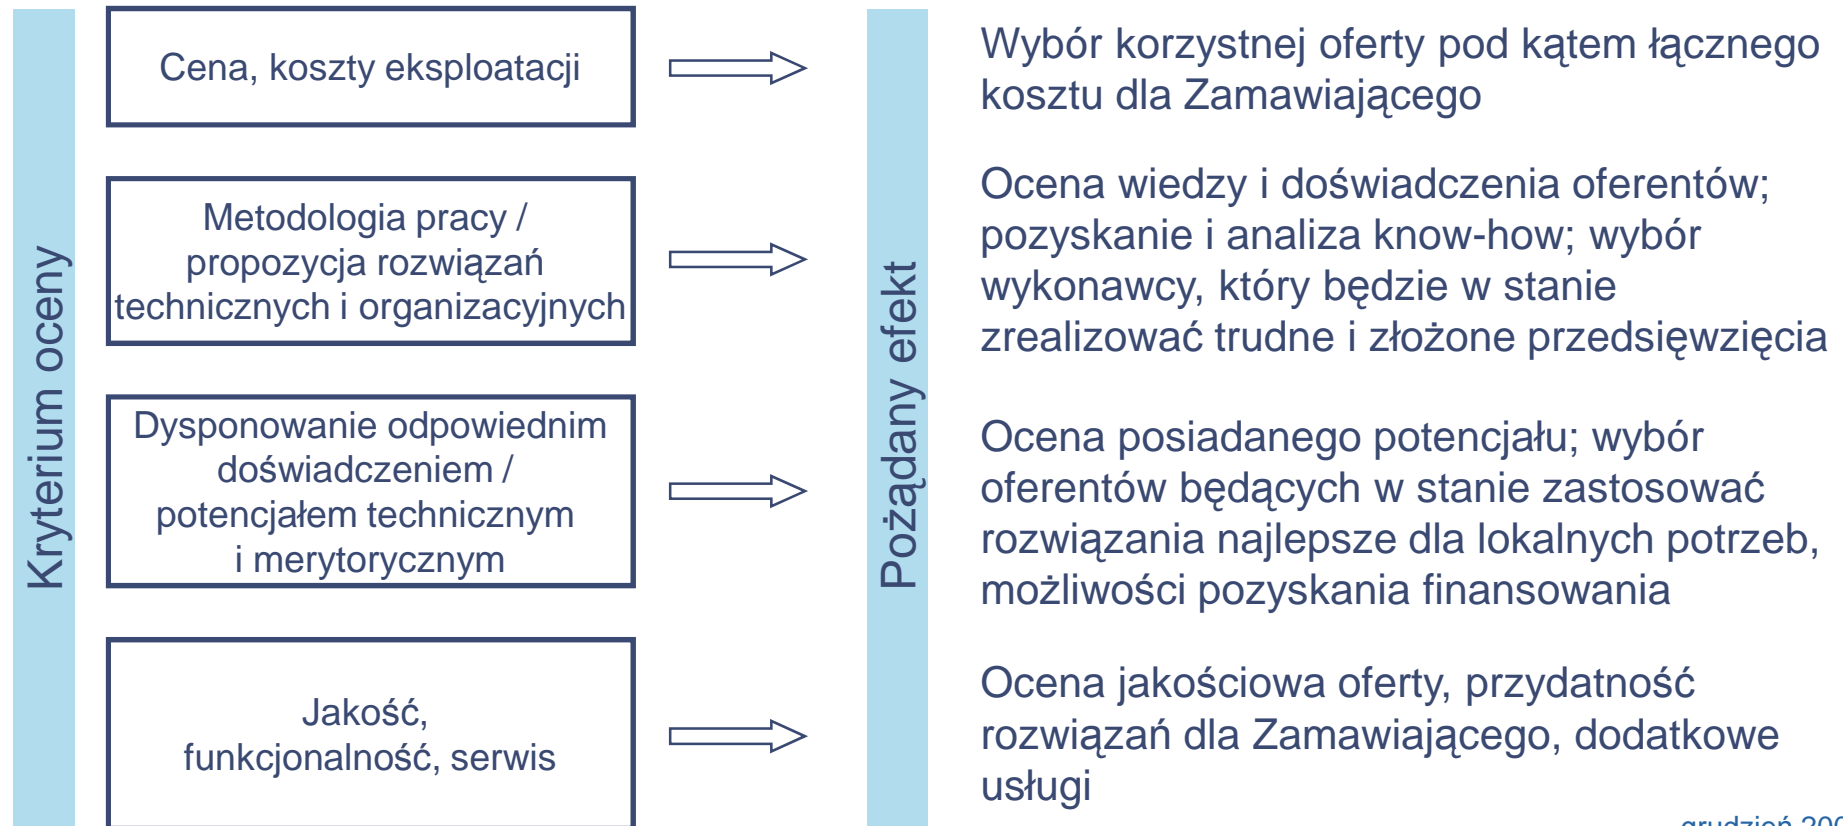 Kryterium oceny
Cena, koszty eksploatacji
Metodologia pracy /
propozycja rozwiązań
technicznych i organizacyjnych
Dysponowanie odpowiednim
doświadczeniem /
potencjałem technicznym
i merytorycznym
Jakość,
funkcjonalność, serwis
Pożądany efekt
Wybór korzystnej oferty pod kątem łącznego
kosztu dla Zamawiającego
Ocena wiedzy i doświadczenia oferentów;
pozyskanie i analiza know-how; wybór
wykonawcy, który będzie w stanie
zrealizować trudne i złożone przedsięwzięcia
Ocena posiadanego potencjału; wybór
oferentów będących w stanie zastosować
rozwiązania najlepsze dla lokalnych potrzeb,
możliwości pozyskania finansowania
Ocena jakościowa oferty, przydatność
rozwiązań dla Zamawiającego, dodatkowe
usługi
grudzień